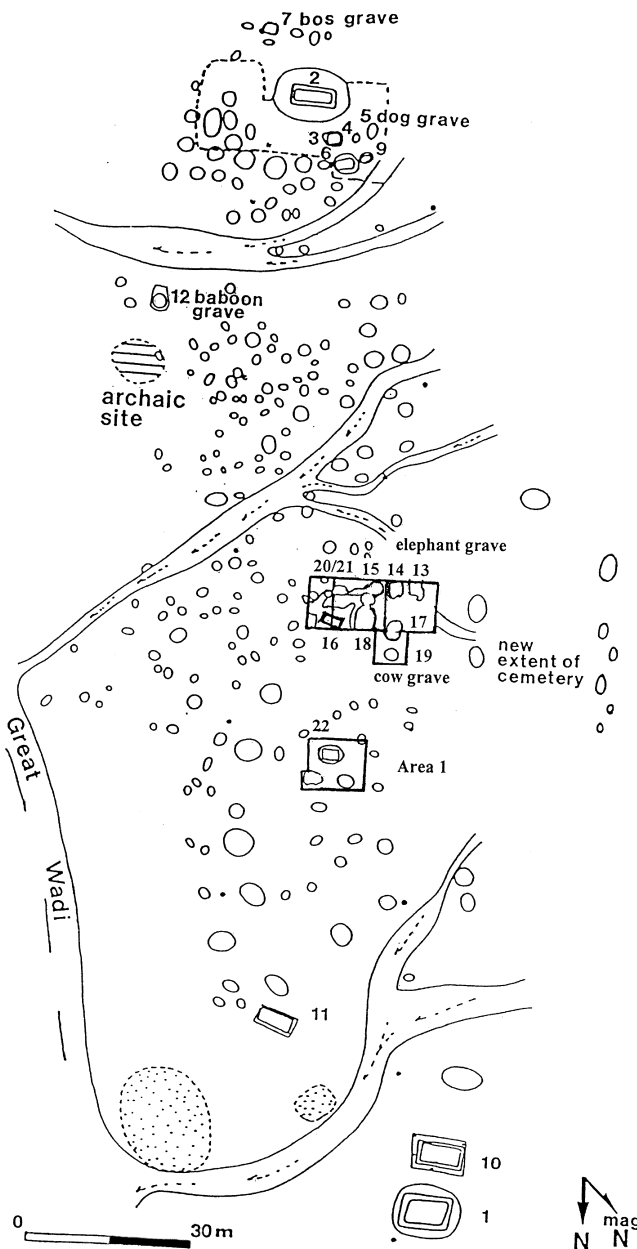 7 bos grave
2
5 dog grave
4
3
6
9
12 baboon
grave
archaic
site
elephant grave
20/21 15 14 13
17
16 18 19
cow grave
new
extent of
cemetery
22
Area 1
Great
Wadi
11
10
1
0 30 m
mag
N N